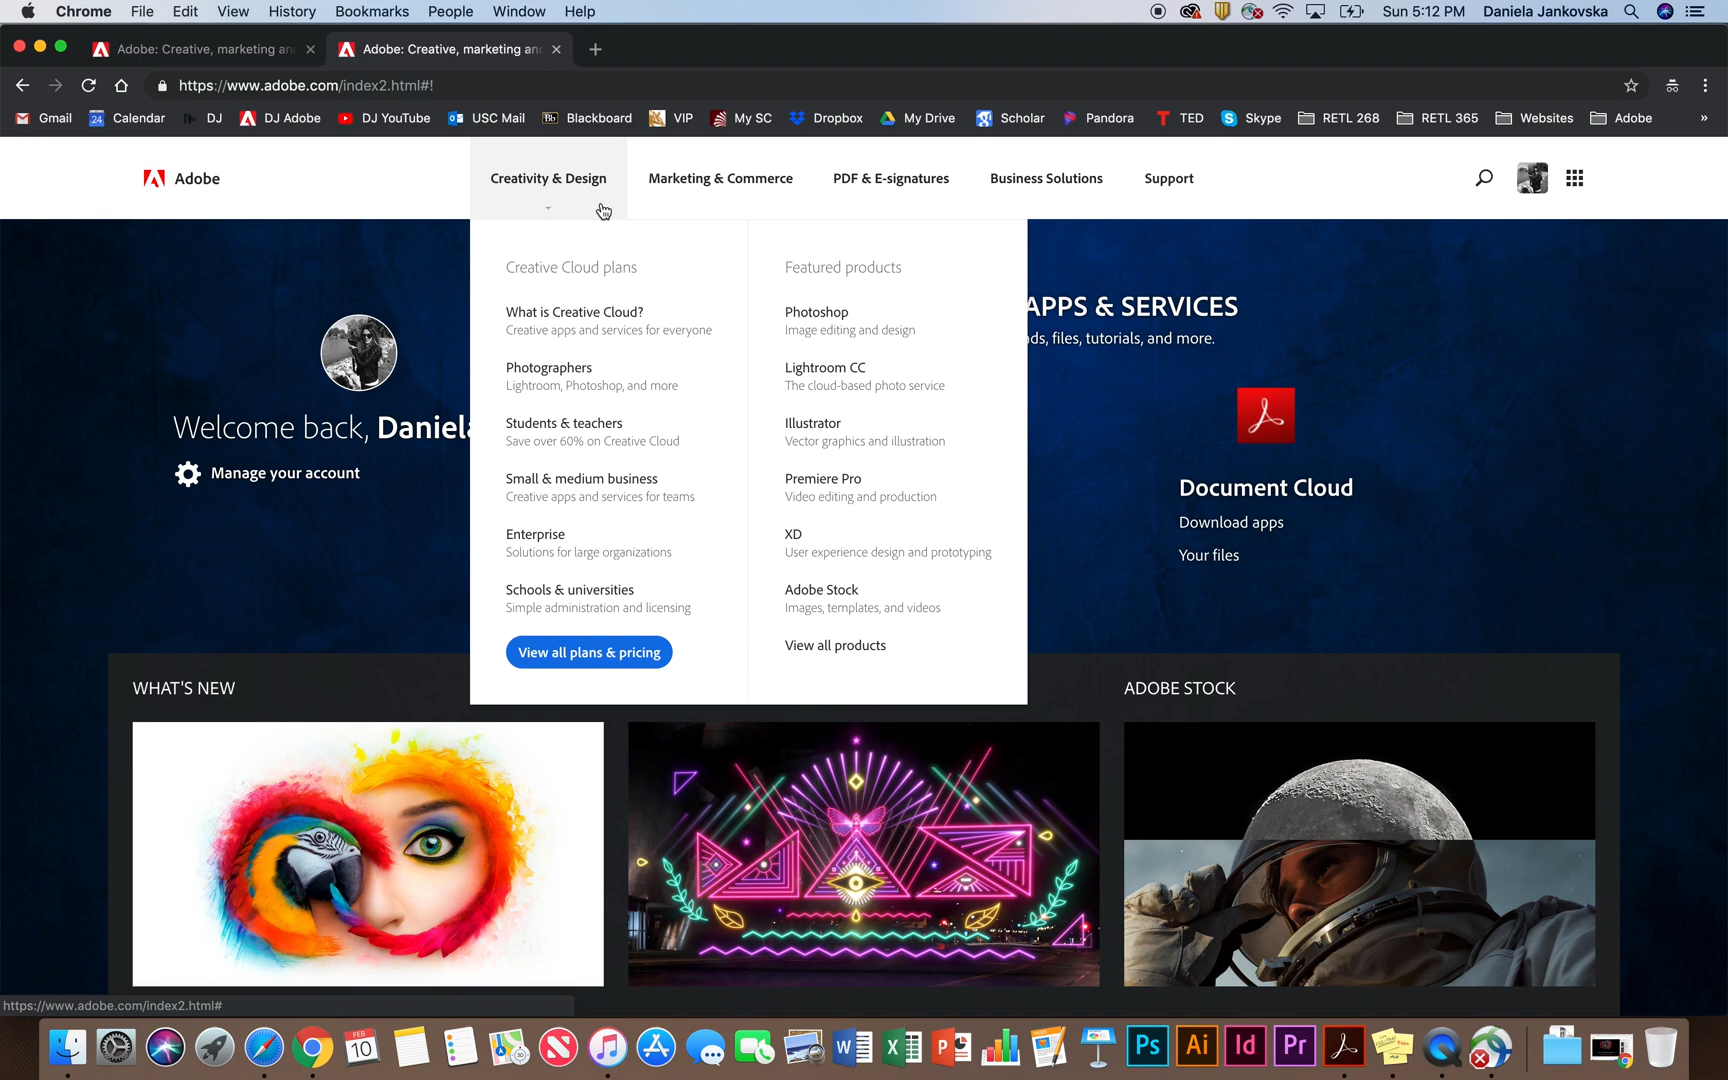 Chrome File Edit View History Bookmarks People Window Help Sun 5:12 PM Daniela Jankovska
Adobe: Creative, marketing an Adobe: Creative, marketing an
https://www.adobe.com/index2.html#!
Gmail 24 Calendar DJ DJ Adobe DJ YouTube USC Mail Bb Blackboard VIP My SC Dropbox My Drive Scholar Pandora TED Skype RETL 268 RETL 365 Websites Adobe »
Adobe Creativity & Design Marketing & Commerce PDF & E-signatures Business Solutions Support
Creative Cloud plans
What is Creative Cloud?
Creative apps and services for everyone
Photographers
Lightroom, Photoshop, and more
Students & teachers
Save over 60% on Creative Cloud
Small & medium business
Creative apps and services for teams
Enterprise
Solutions for large organizations
Schools & universities
Simple administration and licensing
View all plans & pricing
Featured products
Photoshop
Image editing and design
Lightroom CC
The cloud-based photo service
Illustrator
Vector graphics and illustration
Premiere Pro
Video editing and production
XD
User experience design and prototyping
Adobe Stock
Images, templates, and videos
View all products
Welcome back, Daniela
Manage your account
APPS & SERVICES
ds, files, tutorials, and more.
Document Cloud
Download apps
Your files
WHAT'S NEW
ADOBE STOCK
https://www.adobe.com/index2.html#
FEB
10
W X P Ps Ai Id Pr